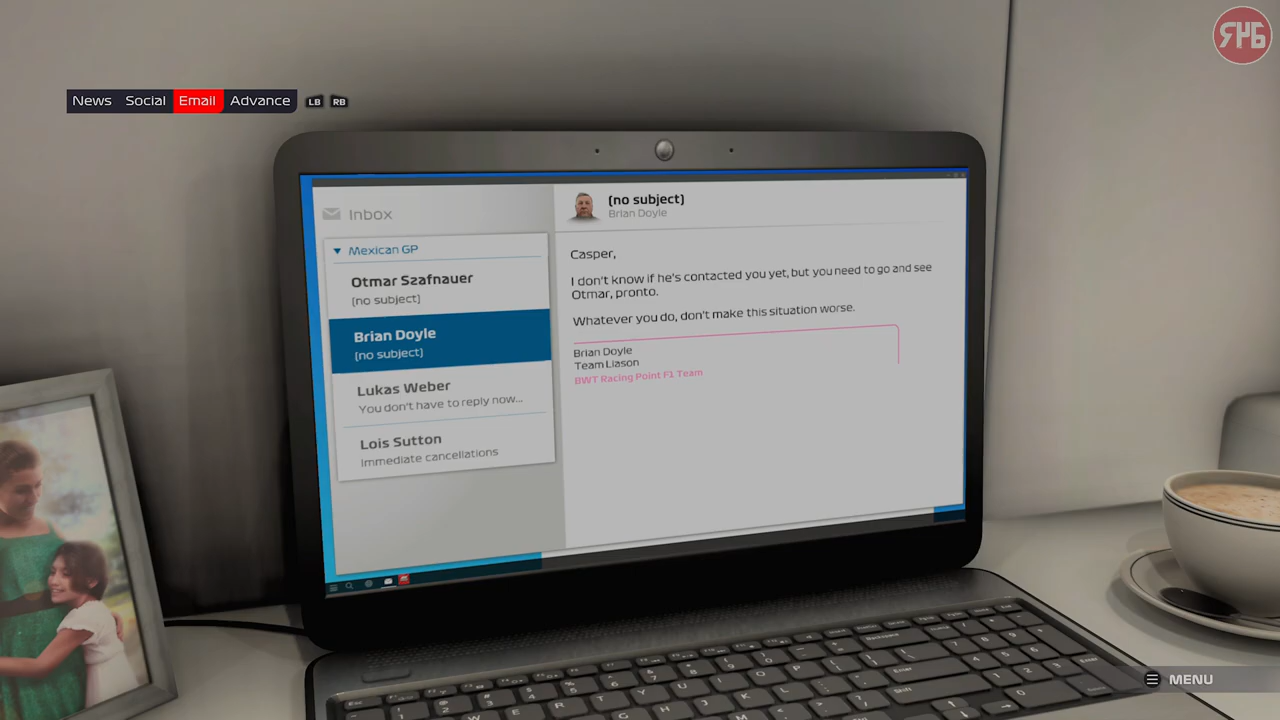 ЯЧБ
News Social Email Advance LB RB
Inbox
Mexican GP
Otmar Szafnauer
(no subject)
Brian Doyle
(no subject)
Lukas Weber
You don't have to reply now...
Lois Sutton
Immediate cancellations
(no subject)
Brian Doyle
Casper,
I don't know if he's contacted you yet, but you need to go and see
Otmar, pronto.
Whatever you do, don't make this situation worse.
Brian Doyle
Team Liason
BWT Racing Point F1 Team
MENU